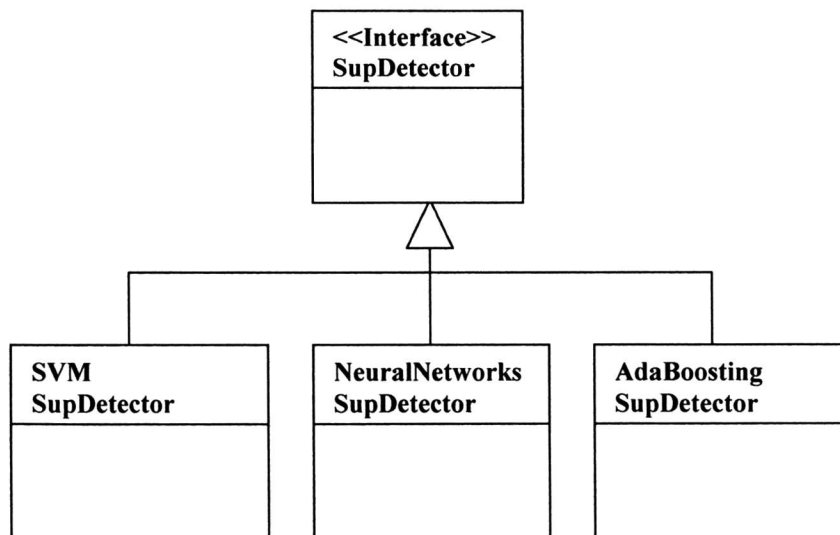 <<Interface>>
SupDetector
SVM
SupDetector
NeuralNetworks
SupDetector
AdaBoosting
SupDetector